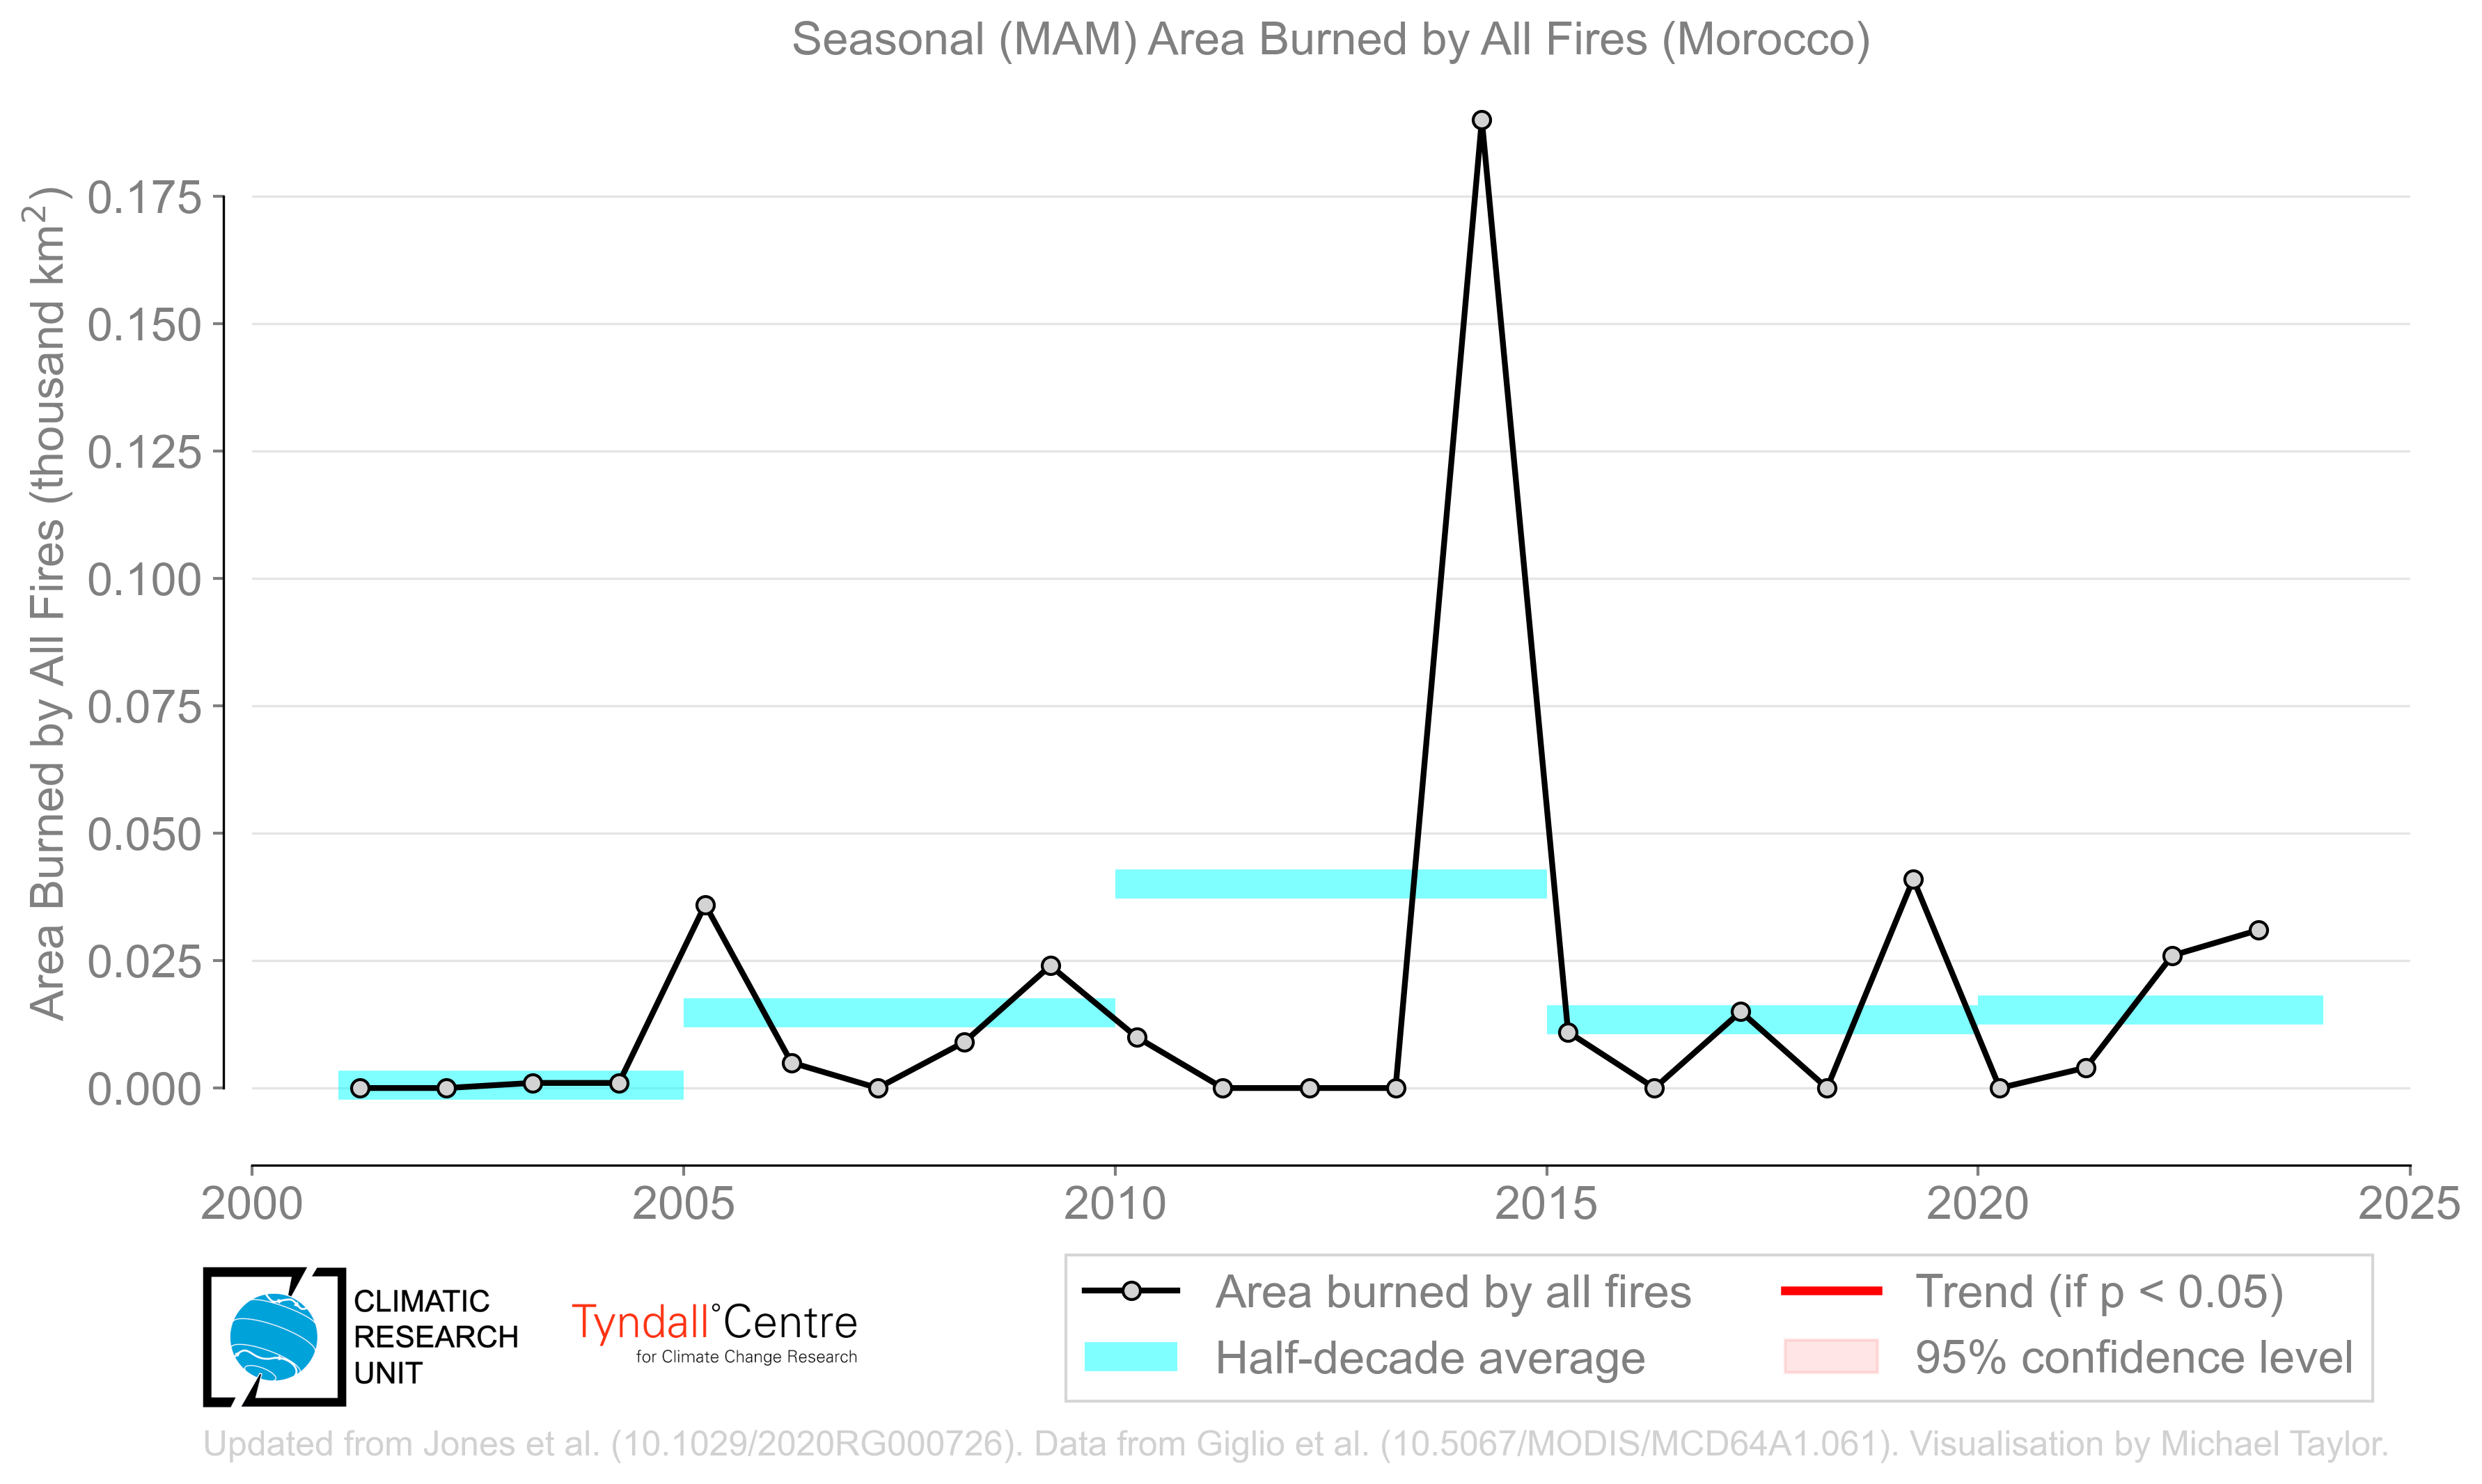 Seasonal (MAM) Area Burned by All Fires (Morocco)
Area Burned by All Fires (thousand km²)
0.175
0.150
0.125
0.100
0.075
0.050
0.025
0.000
2000 2005 2010 2015 2020 2025
CLIMATIC
RESEARCH
UNIT
Tyndall°Centre
for Climate Change Research
Area burned by all fires
Half-decade average
Trend (if p < 0.05)
95% confidence level
Updated from Jones et al. (10.1029/2020RG000726). Data from Giglio et al. (10.5067/MODIS/MCD64A1.061). Visualisation by Michael Taylor.